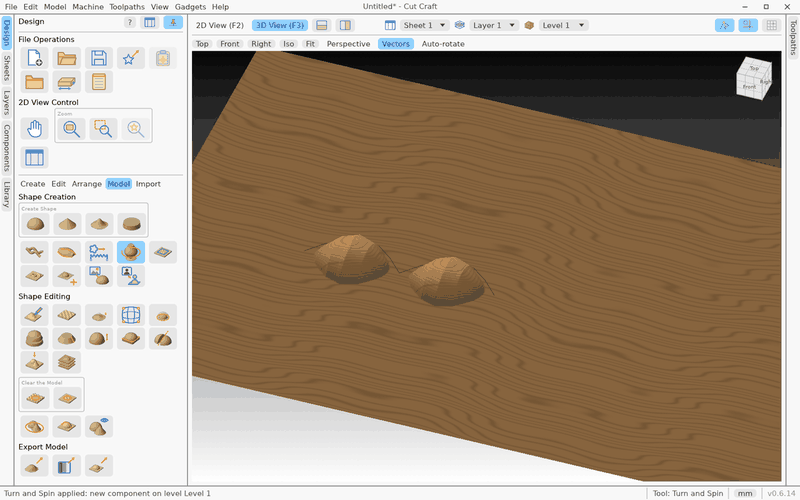 Untitled* - Cut Craft
File Edit Model Machine Toolpaths View Gadgets Help
Design
?
2D View (F2) 3D View (F3) Sheet 1 Layer 1 Level 1
Top Front Right Iso Fit Perspective Vectors Auto-rotate
File Operations
2D View Control
Zoom
Create Edit Arrange Model Import
Shape Creation
Create Shape
Shape Editing
Clear the Model
Export Model
Design
Sheets
Layers
Components
Library
Toolpaths
Top
Front
Right
Turn and Spin applied: new component on level Level 1
Tool: Turn and Spin mm v0.6.14